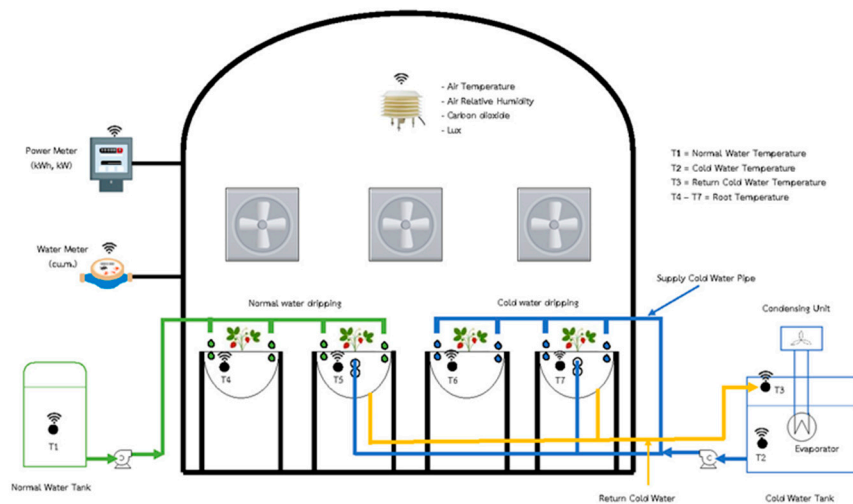 - Air Temperature
- Air Relative Humidity
- Carbon dioxide
- Lux
Power Meter
(kWh, kW)
T1 = Normal Water Temperature
T2 = Cold Water Temperature
T3 = Return Cold Water Temperature
T4 – T7 = Root Temperature
Water Meter
(cu.m.)
Supply Cold Water Pipe
Normal water dripping
Cold water dripping
Condensing Unit
T4
T5
T6
T7
T3
T1
T2
Evaporator
Normal Water Tank
Return Cold Water
Cold Water Tank